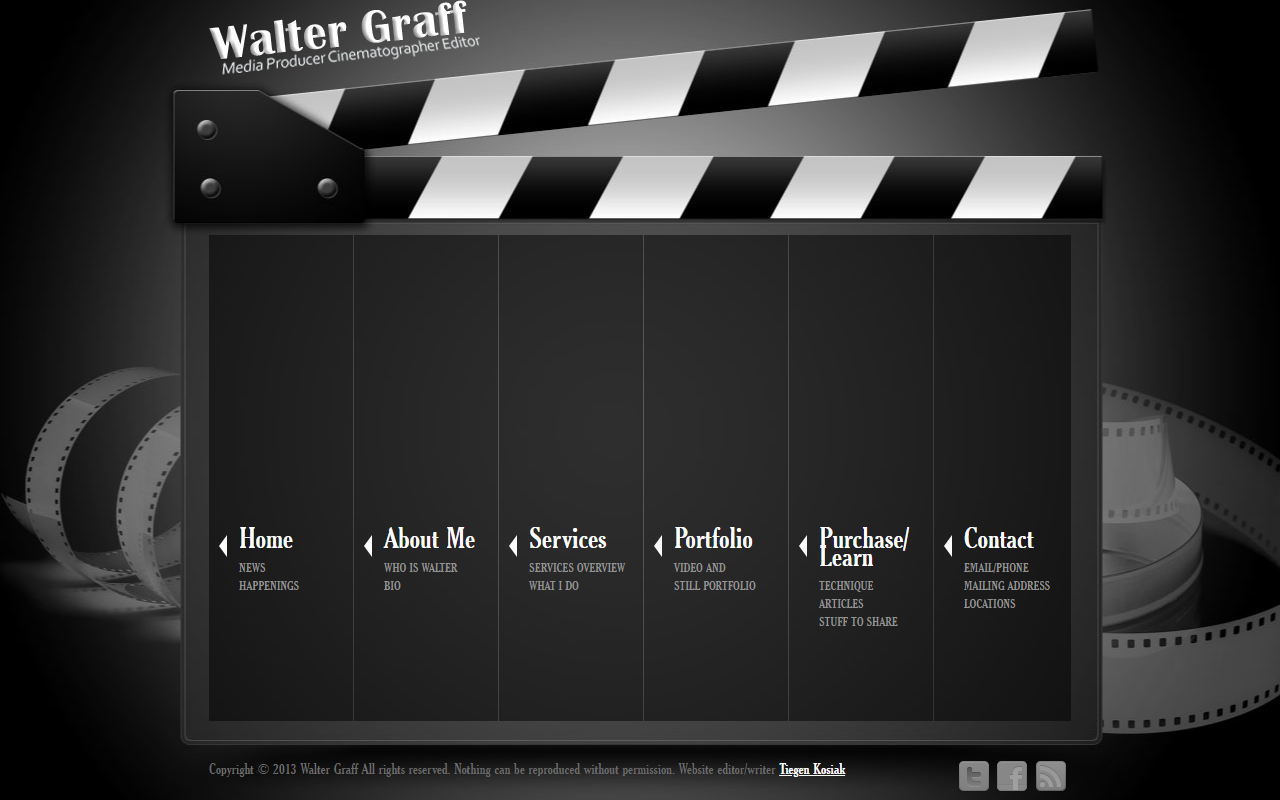 Walter Graff
Media Producer Cinematographer Editor
Home
NEWS
HAPPENINGS
About Me
WHO IS WALTER
BIO
Services
SERVICES OVERVIEW
WHAT I DO
Portfolio
VIDEO AND
STILL PORTFOLIO
Purchase/
Learn
TECHNIQUE
ARTICLES
STUFF TO SHARE
Contact
EMAIL/PHONE
MAILING ADDRESS
LOCATIONS
Copyright © 2013 Walter Graff All rights reserved. Nothing can be reproduced without permission. Website editor/writer Tiegen Kosiak